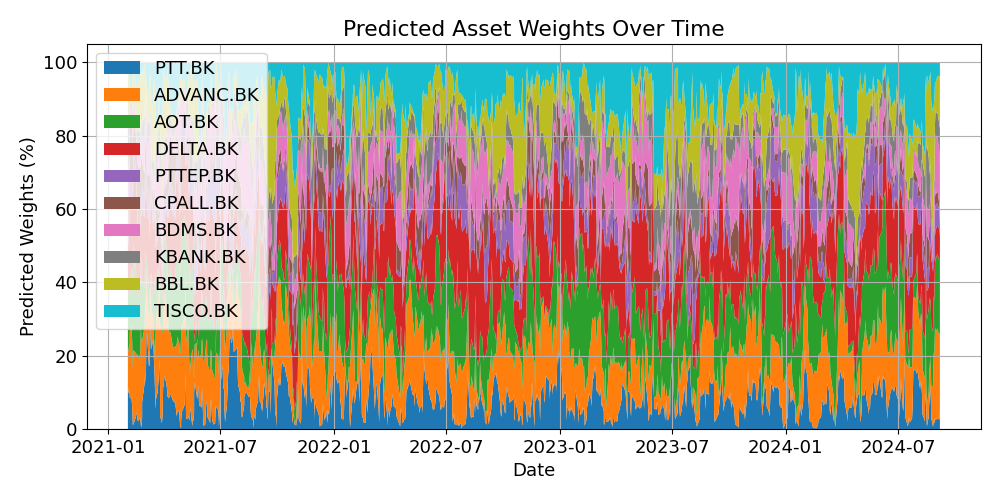 Predicted Asset Weights Over Time
Predicted Weights (%)
100
80
60
40
20
0
PTT.BK
ADVANC.BK
AOT.BK
DELTA.BK
PTTEP.BK
CPALL.BK
BDMS.BK
KBANK.BK
BBL.BK
TISCO.BK
2021-01 2021-07 2022-01 2022-07 2023-01 2023-07 2024-01 2024-07
Date